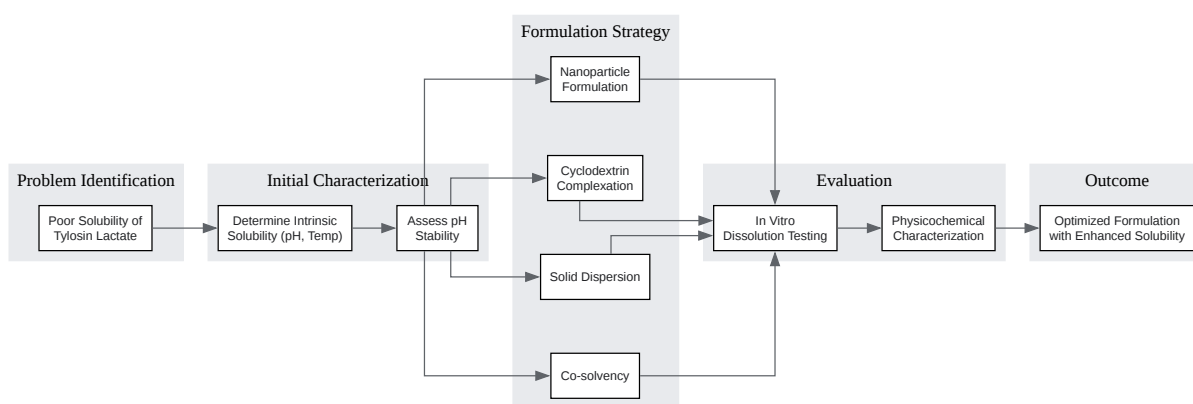 Formulation Strategy
Nanoparticle
Formulation
Problem Identification
Poor Solubility of
Tylosin Lactate
Initial Characterization
Determine Intrinsic
Solubility (pH, Temp)
Assess pH
Stability
Cyclodextrin
Complexation
Solid Dispersion
Co-solvency
Evaluation
In Vitro
Dissolution Testing
Physicochemical
Characterization
Outcome
Optimized Formulation
with Enhanced Solubility